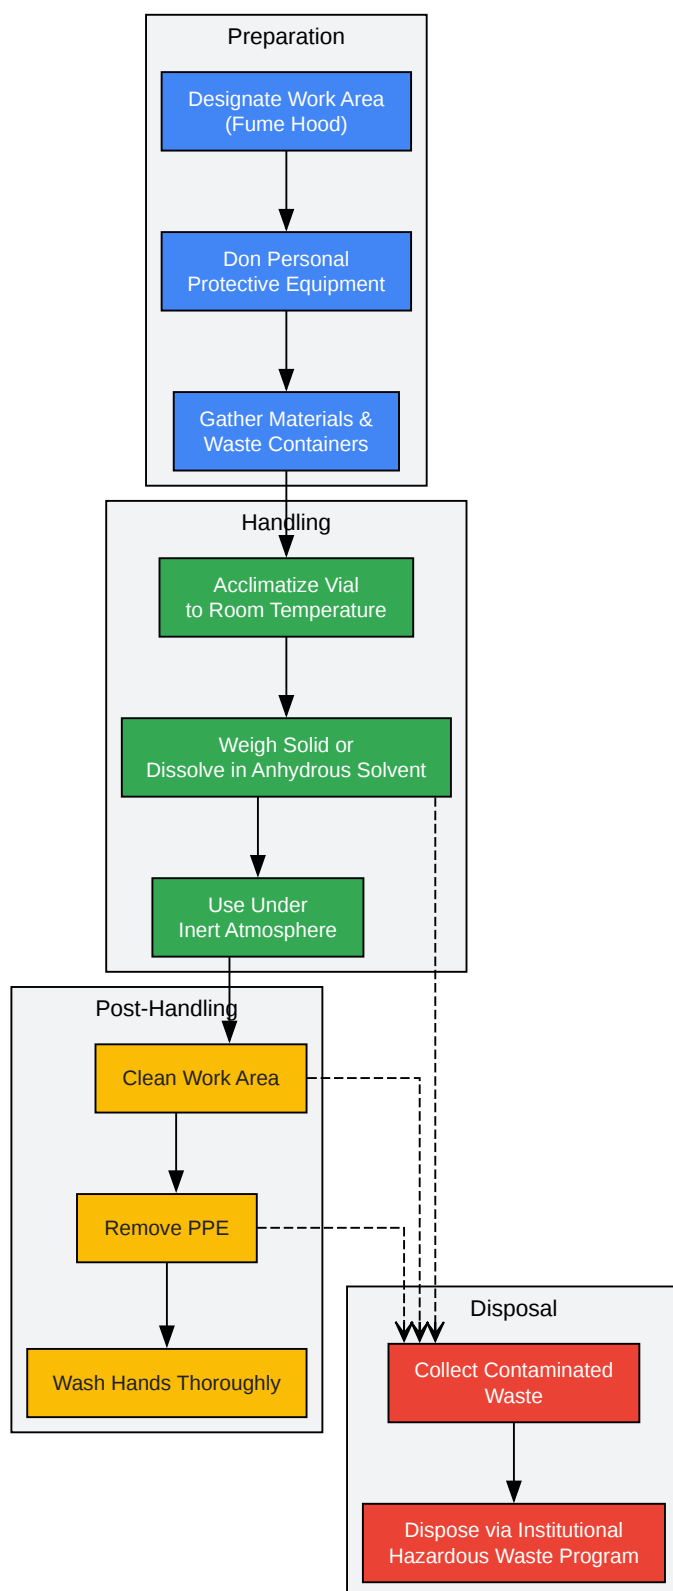 Preparation
Designate Work Area
(Fume Hood)
Don Personal
Protective Equipment
Gather Materials &
Waste Containers
Handling
Acclimatize Vial
to Room Temperature
Weigh Solid or
Dissolve in Anhydrous Solvent
Use Under
Inert Atmosphere
Post-Handling
Clean Work Area
Remove PPE
Wash Hands Thoroughly
Disposal
Collect Contaminated
Waste
Dispose via Institutional
Hazardous Waste Program